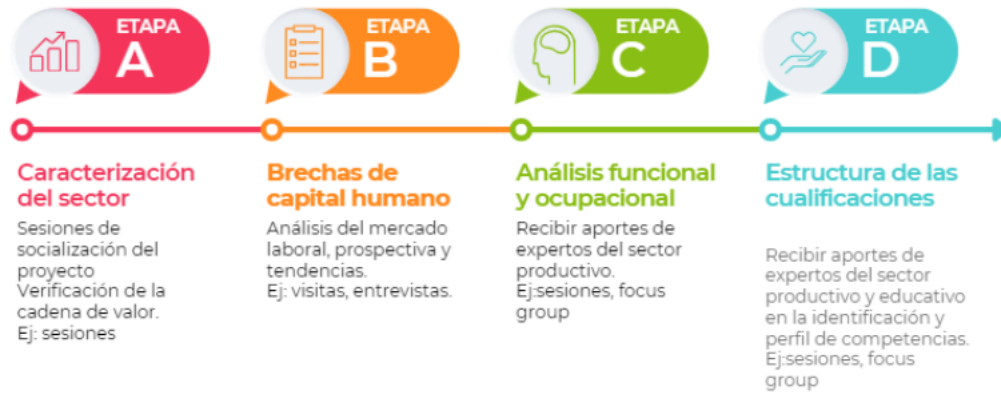 ETAPA
A
Caracterización
del sector
Sesiones de
socialización del
proyecto
Verificación de la
cadena de valor.
Ej: sesiones
ETAPA
B
Brechas de
capital humano
Análisis del mercado
laboral, prospectiva y
tendencias.
Ej: visitas, entrevistas.
ETAPA
C
Análisis funcional
y ocupacional
Recibir aportes de
expertos del sector
productivo.
Ej:sesiones, focus
group
ETAPA
D
Estructura de las
cualificaciones
Recibir aportes de
expertos del sector
productivo y educativo
en la identificación y
perfil de competencias.
Ej:sesiones, focus
group